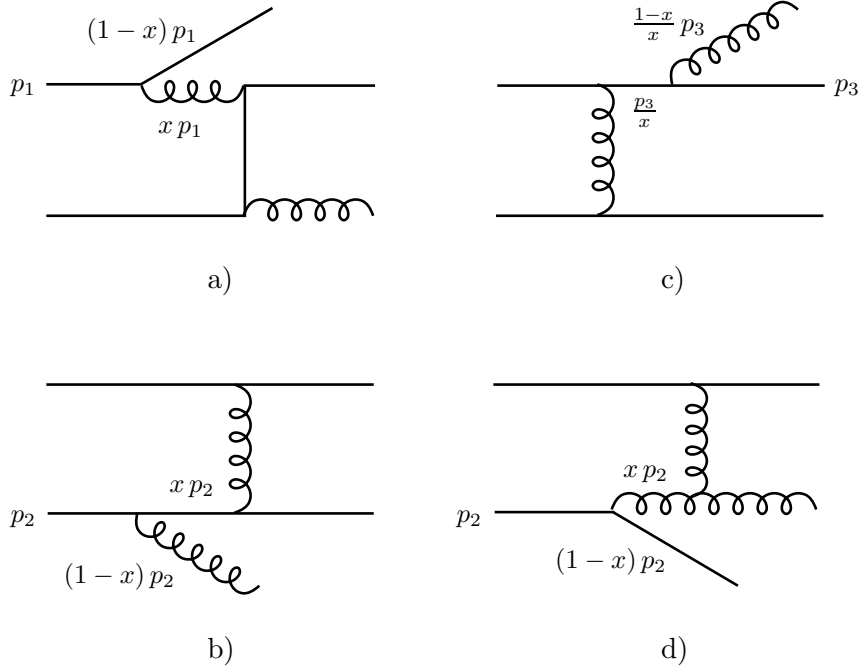 (1 − x) p₁
p₁
x p₁
a)
(1−x)/x p₃
p₃
p₃/x
c)
p₂
x p₂
(1 − x) p₂
b)
x p₂
p₂
(1 − x) p₂
d)